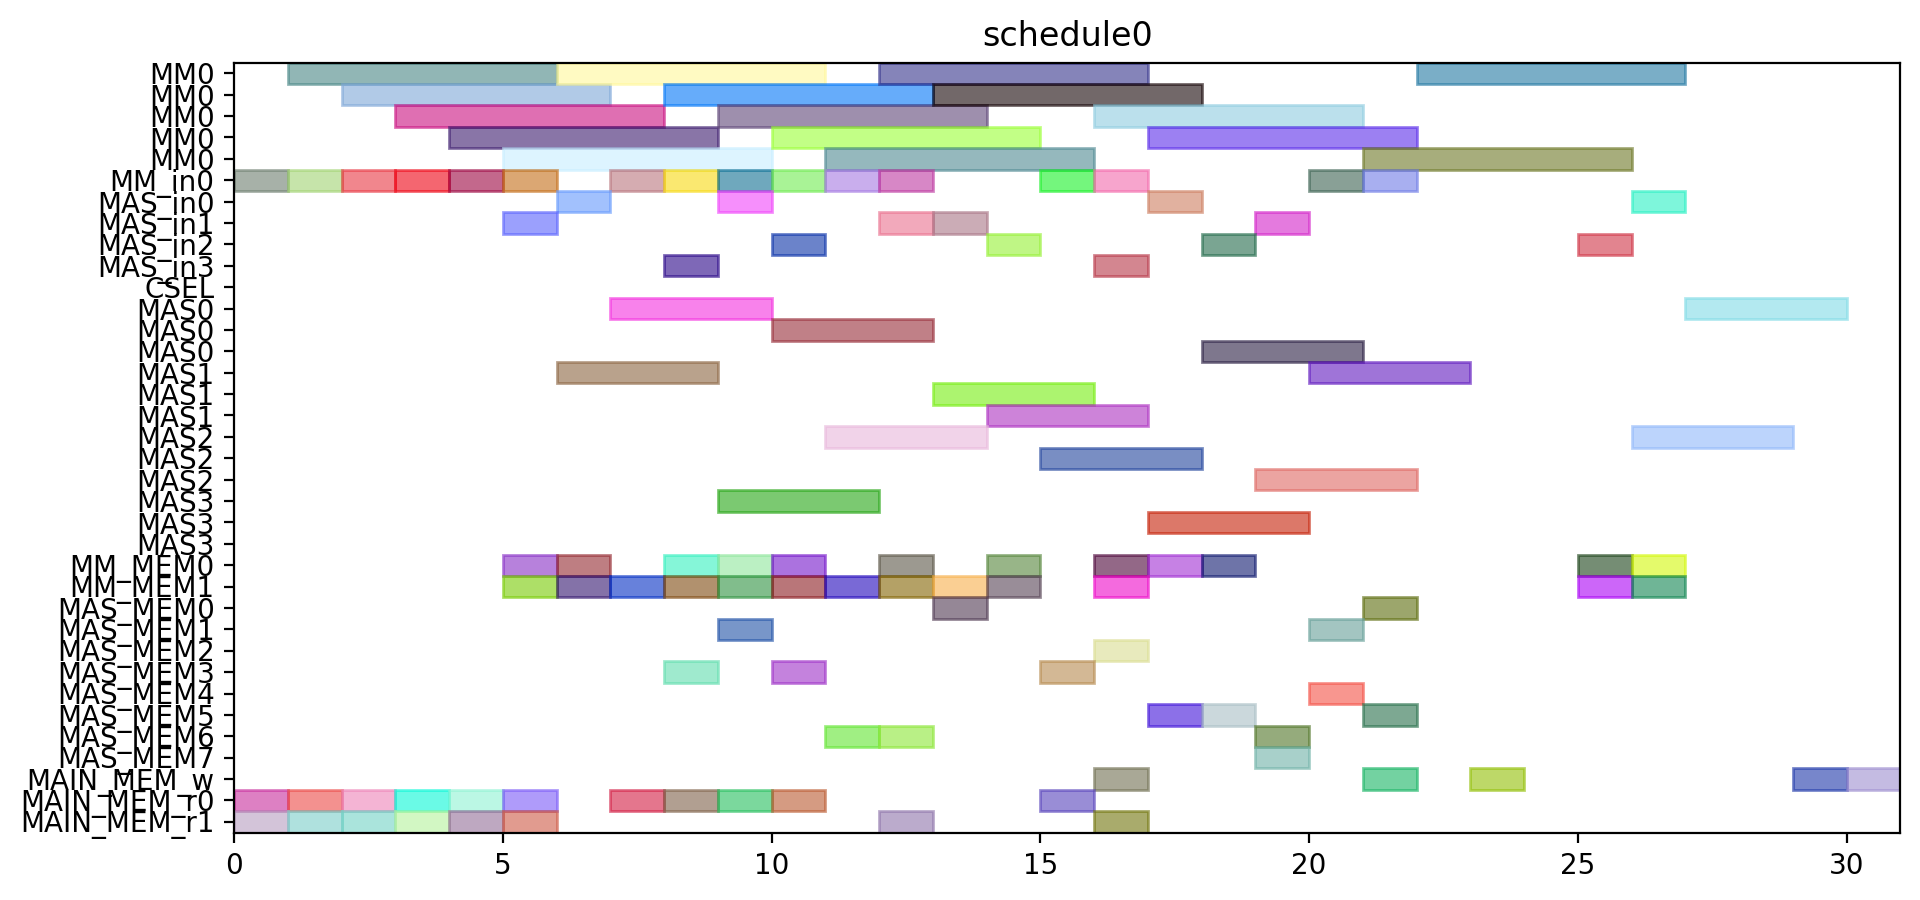 schedule0
MM0
MM0
MM0
MM0
MM0
MM_in0
MAS_in0
MAS_in1
MAS_in2
MAS_in3
CSEL
MAS0
MAS0
MAS0
MAS1
MAS1
MAS1
MAS2
MAS2
MAS2
MAS3
MAS3
MAS3
MM_MEM0
MM_MEM1
MAS_MEM0
MAS_MEM1
MAS_MEM2
MAS_MEM3
MAS_MEM4
MAS_MEM5
MAS_MEM6
MAS_MEM7
MAIN_MEM_w
MAIN_MEM_r0
MAIN_MEM_r1
0 5 10 15 20 25 30